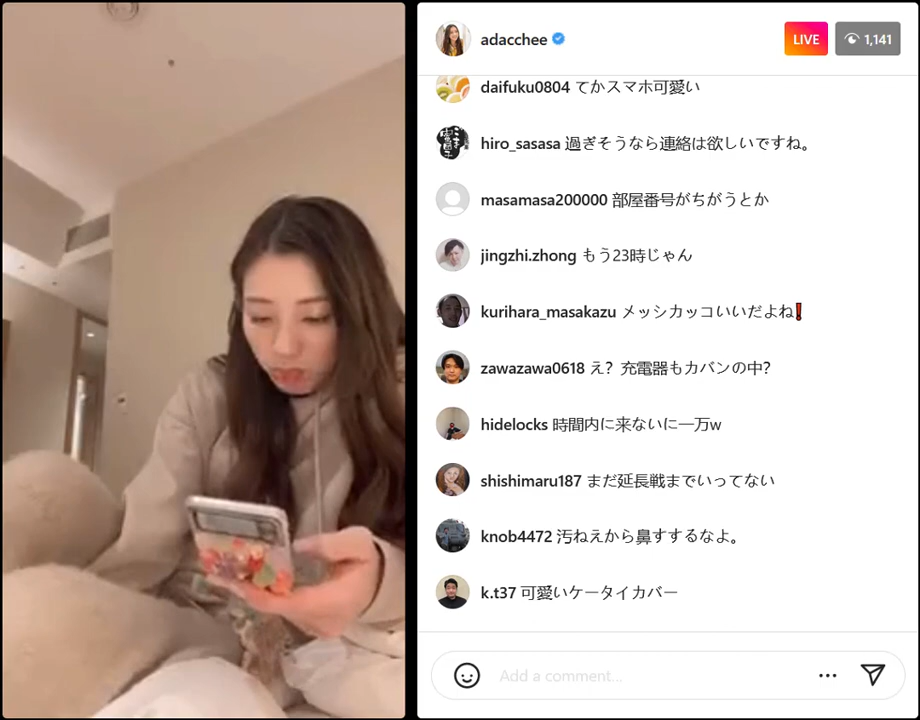 adacchee
LIVE
1,141
daifuku0804 てかスマホ可愛い
hiro_sasasa 過ぎそうなら連絡は欲しいですね。
masamasa200000 部屋番号がちがうとか
jingzhi.zhong もう23時じゃん
kurihara_masakazu メッシカッコいいだよね❗
zawazawa0618 え？充電器もカバンの中?
hidelocks 時間内に来ないに一万w
shishimaru187 まだ延長戦までいってない
knob4472 汚ねえから鼻すするなよ。
k.t37 可愛いケータイカバー
Add a comment...